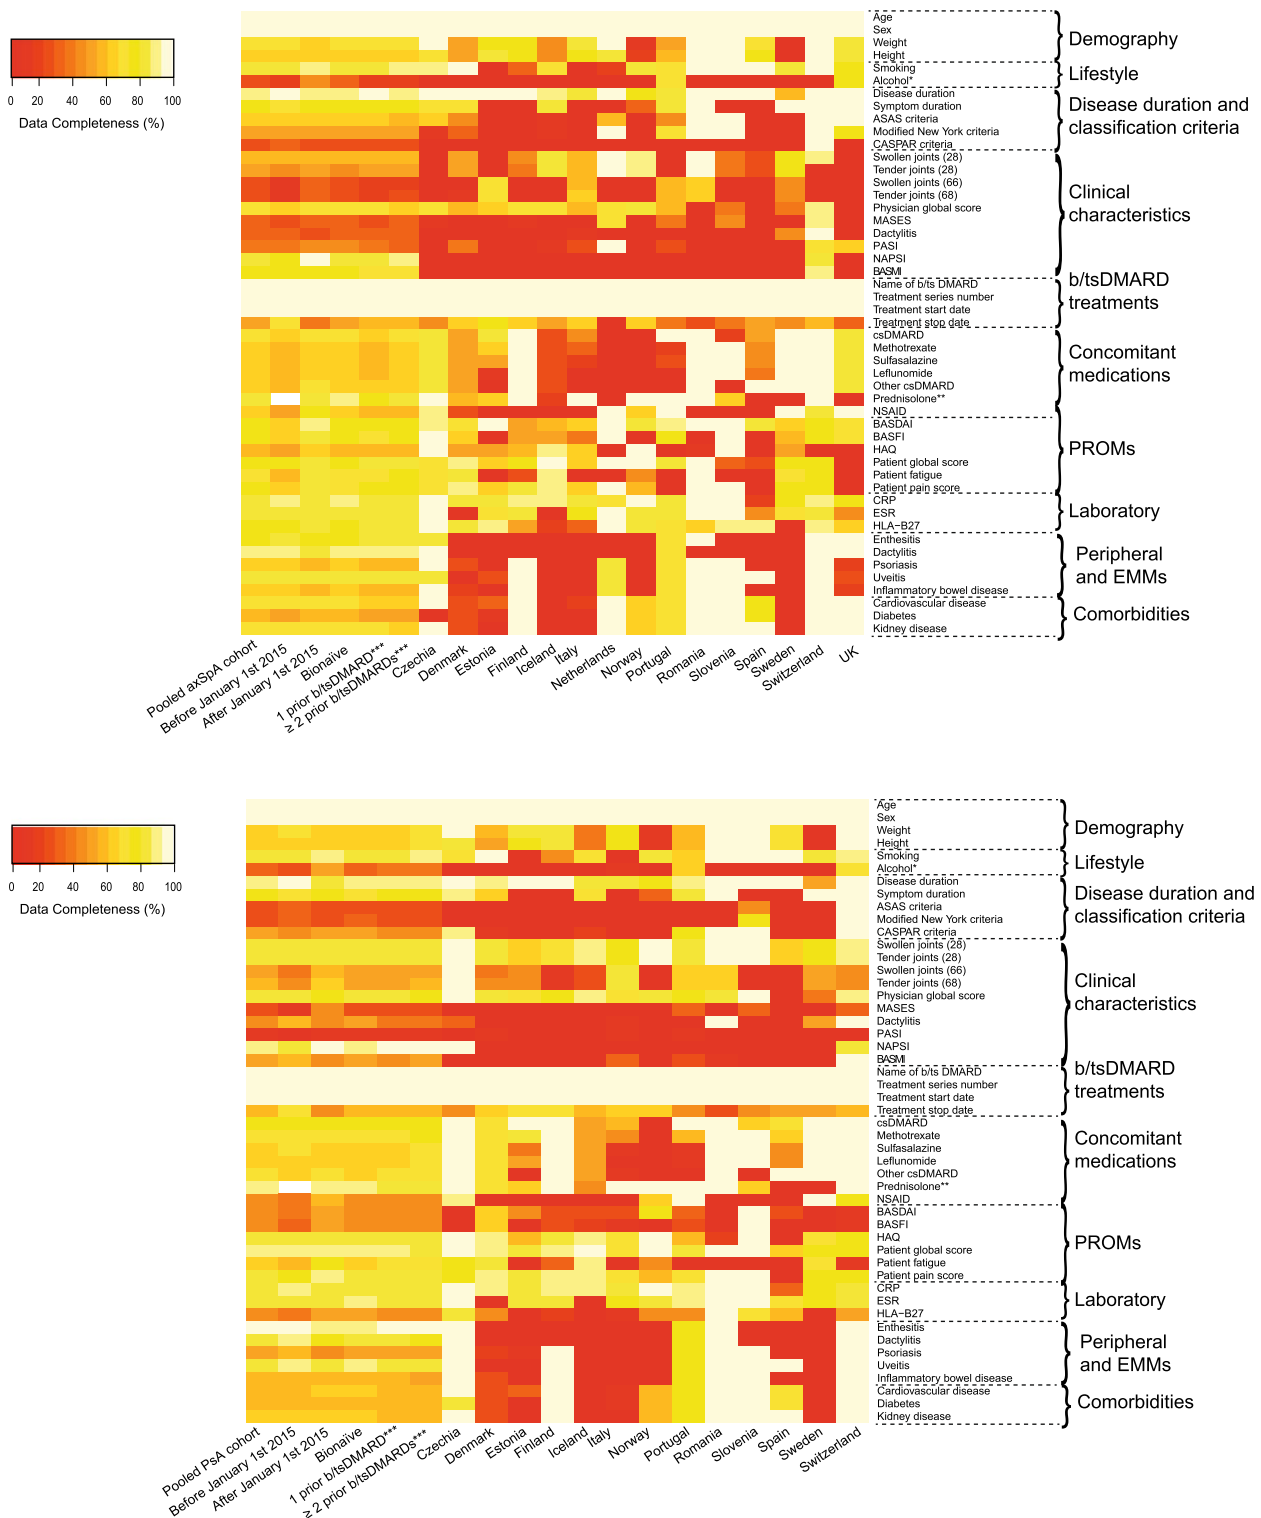 0 20 40 60 80 100
Data Completeness (%)
Age
Sex
Weight
Height
Smoking
Alcohol*
Disease duration
Symptom duration
ASAS criteria
Modified New York criteria
CASPAR criteria
Swollen joints (28)
Tender joints (28)
Swollen joints (66)
Tender joints (68)
Physician global score
MASES
Dactylitis
PASI
NAPSI
BASMI
Name of b/ts DMARD
Treatment series number
Treatment start date
Treatment stop date
csDMARD
Methotrexate
Sulfasalazine
Leflunomide
Other csDMARD
Prednisolone**
NSAID
BASDAI
BASFI
HAQ
Patient global score
Patient fatigue
Patient pain score
CRP
ESR
HLA−B27
Enthesitis
Dactylitis
Psoriasis
Uveitis
Inflammatory bowel disease
Cardiovascular disease
Diabetes
Kidney disease
Demography
Lifestyle
Disease duration and
classification criteria
Clinical
characteristics
b/tsDMARD
treatments
Concomitant
medications
PROMs
Laboratory
Peripheral
and EMMs
Comorbidities
Pooled axSpA cohort
Before January 1st 2015
After January 1st 2015
Bionaïve
1 prior b/tsDMARD***
≥ 2 prior b/tsDMARDs***
Czechia
Denmark
Estonia
Finland
Iceland
Italy
Netherlands
Norway
Portugal
Romania
Slovenia
Spain
Sweden
Switzerland
UK
0 20 40 60 80 100
Data Completeness (%)
Age
Sex
Weight
Height
Smoking
Alcohol*
Disease duration
Symptom duration
ASAS criteria
Modified New York criteria
CASPAR criteria
Swollen joints (28)
Tender joints (28)
Swollen joints (66)
Tender joints (68)
Physician global score
MASES
Dactylitis
PASI
NAPSI
BASMI
Name of b/ts DMARD
Treatment series number
Treatment start date
Treatment stop date
csDMARD
Methotrexate
Sulfasalazine
Leflunomide
Other csDMARD
Prednisolone**
NSAID
BASDAI
BASFI
HAQ
Patient global score
Patient fatigue
Patient pain score
CRP
ESR
HLA−B27
Enthesitis
Dactylitis
Psoriasis
Uveitis
Inflammatory bowel disease
Cardiovascular disease
Diabetes
Kidney disease
Demography
Lifestyle
Disease duration and
classification criteria
Clinical
characteristics
b/tsDMARD
treatments
Concomitant
medications
PROMs
Laboratory
Peripheral
and EMMs
Comorbidities
Pooled PsA cohort
Before January 1st 2015
After January 1st 2015
Bionaïve
1 prior b/tsDMARD***
≥ 2 prior b/tsDMARDs***
Czechia
Denmark
Estonia
Finland
Iceland
Italy
Norway
Portugal
Romania
Slovenia
Spain
Sweden
Switzerland